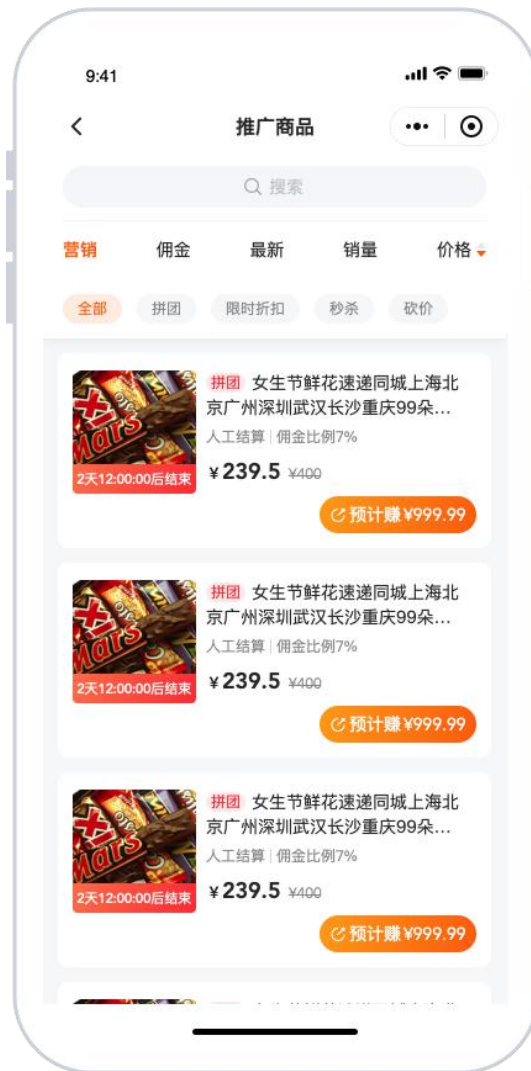 9:41
推广商品
搜索
营销 佣金 最新 销量 价格
全部 拼团 限时折扣 秒杀 砍价
拼团 女生节鲜花速递同城上海北
京广州深圳武汉长沙重庆99朵...
人工结算 佣金比例7%
2天12:00:00后结束
¥239.5 ¥400
预计赚¥999.99
拼团 女生节鲜花速递同城上海北
京广州深圳武汉长沙重庆99朵...
人工结算 佣金比例7%
2天12:00:00后结束
¥239.5 ¥400
预计赚¥999.99
拼团 女生节鲜花速递同城上海北
京广州深圳武汉长沙重庆99朵...
人工结算 佣金比例7%
2天12:00:00后结束
¥239.5 ¥400
预计赚¥999.99